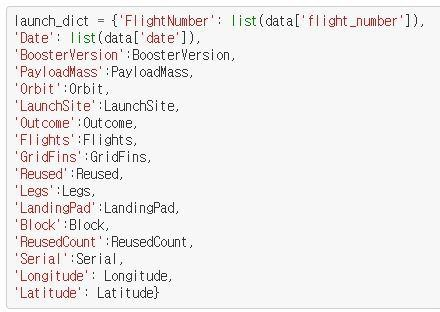 launch_dict = {'FlightNumber': list(data['flight_number']),
'Date': list(data['date']),
'BoosterVersion':BoosterVersion,
'PayloadMass':PayloadMass,
'Orbit':Orbit,
'LaunchSite':LaunchSite,
'Outcome':Outcome,
'Flights':Flights,
'GridFins':GridFins,
'Reused':Reused,
'Legs':Legs,
'LandingPad':LandingPad,
'Block':Block,
'ReusedCount':ReusedCount,
'Serial':Serial,
'Longitude': Longitude,
'Latitude': Latitude}